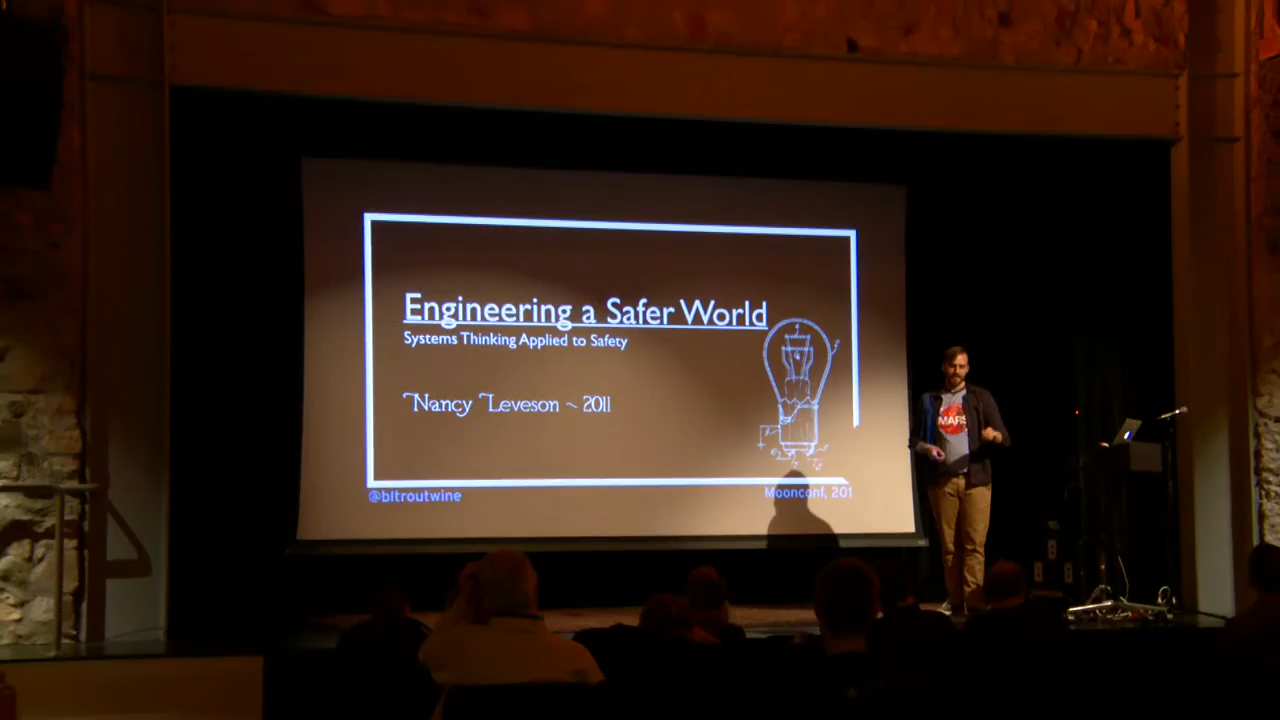 Engineering a Safer World
Systems Thinking Applied to Safety
Nancy Leveson ~ 2011
@bltroutwine
Moonconf, 201
MARS